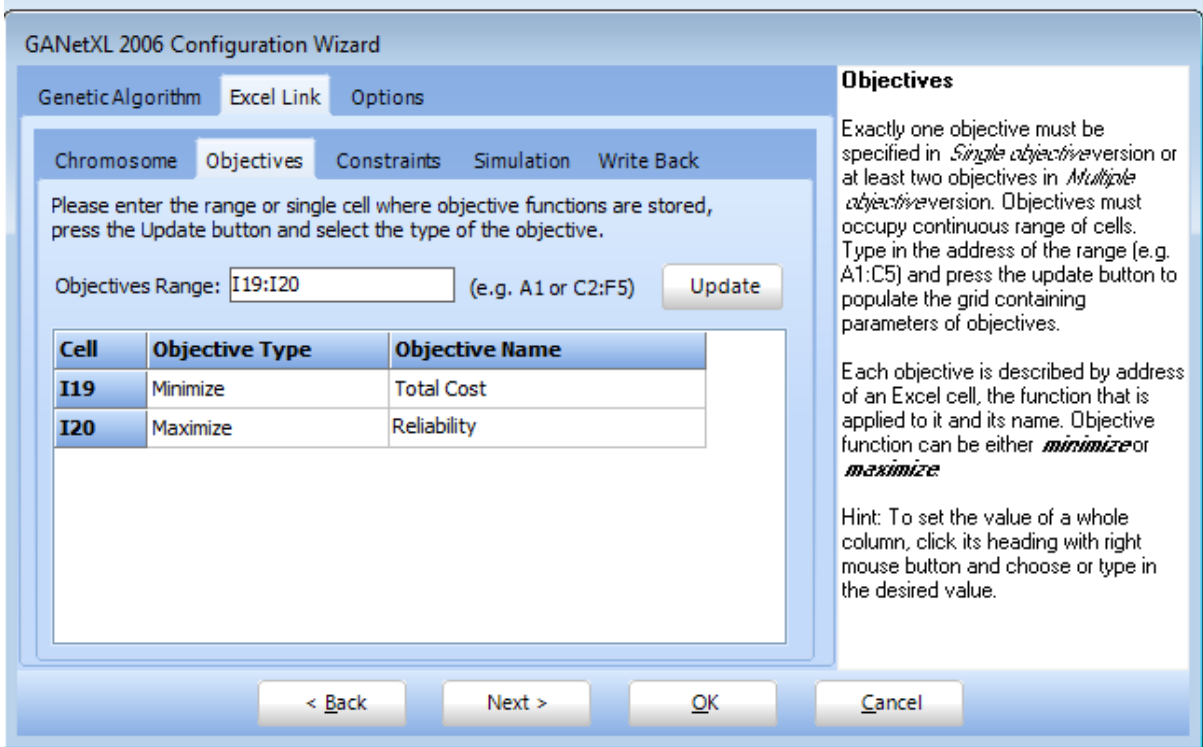 GANetXL 2006 Configuration Wizard
Genetic Algorithm Excel Link Options
Chromosome Objectives Constraints Simulation Write Back
Please enter the range or single cell where objective functions are stored,
press the Update button and select the type of the objective.
Objectives Range: I19:I20 (e.g. A1 or C2:F5) Update
Cell Objective Type Objective Name
I19 Minimize Total Cost
I20 Maximize Reliability
Objectives
Exactly one objective must be
specified in Single objective version or
at least two objectives in Multiple
objective version. Objectives must
occupy continuous range of cells.
Type in the address of the range (e.g.
A1:C5) and press the update button to
populate the grid containing
parameters of objectives.
Each objective is described by address
of an Excel cell, the function that is
applied to it and its name. Objective
function can be either minimize or
maximize.
Hint: To set the value of a whole
column, click its heading with right
mouse button and choose or type in
the desired value.
< Back Next > OK Cancel